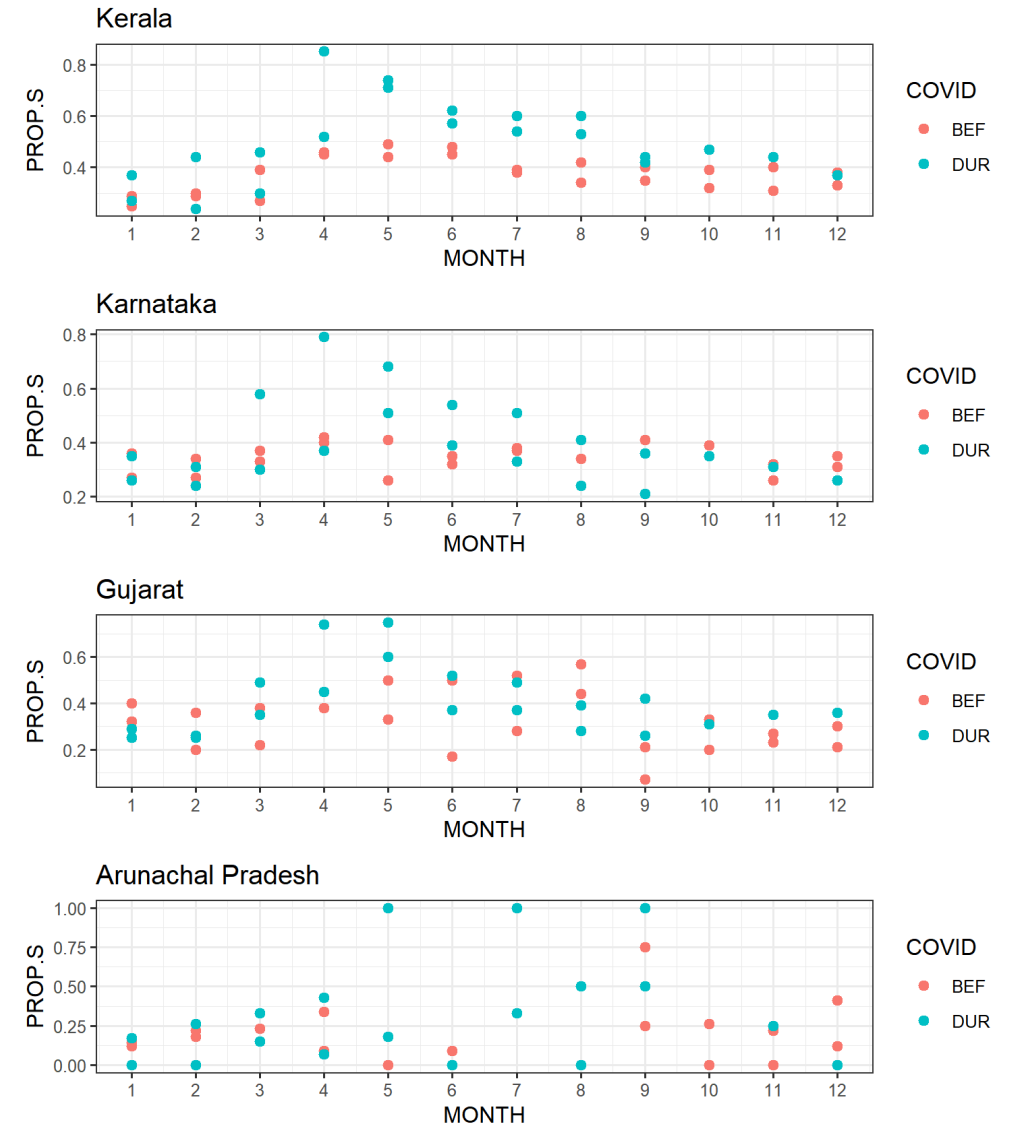 Kerala
PROP.S
0.8
0.6
0.4
1 2 3 4 5 6 7 8 9 10 11 12
MONTH
COVID
BEF
DUR
Karnataka
PROP.S
0.8
0.6
0.4
0.2
1 2 3 4 5 6 7 8 9 10 11 12
MONTH
COVID
BEF
DUR
Gujarat
PROP.S
0.6
0.4
0.2
1 2 3 4 5 6 7 8 9 10 11 12
MONTH
COVID
BEF
DUR
Arunachal Pradesh
PROP.S
1.00
0.75
0.50
0.25
0.00
1 2 3 4 5 6 7 8 9 10 11 12
MONTH
COVID
BEF
DUR